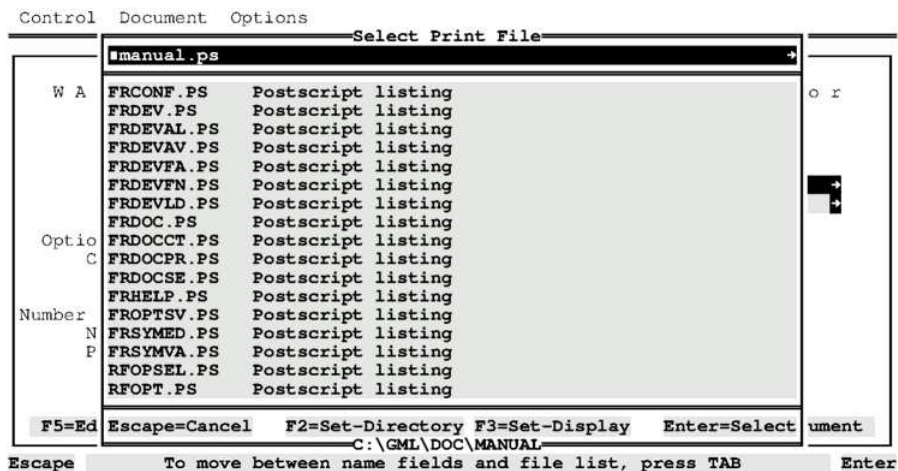 Control Document Options
Select Print File
manual.ps
W A FRCONF.PS Postscript listing o r
FRDEV.PS Postscript listing
FRDEVAL.PS Postscript listing
FRDEVAV.PS Postscript listing
FRDEVFA.PS Postscript listing
FRDEVFN.PS Postscript listing
FRDEVLD.PS Postscript listing
FRDOC.PS Postscript listing
Optio FRDOCCT.PS Postscript listing
C FRDOCPR.PS Postscript listing
FRDOCSE.PS Postscript listing
FRHELP.PS Postscript listing
Number FROPTSV.PS Postscript listing
N FRSYMED.PS Postscript listing
P FRSYMVA.PS Postscript listing
RFOPSEL.PS Postscript listing
RFOPT.PS Postscript listing
F5=Ed Escape=Cancel F2=Set-Directory F3=Set-Display Enter=Select ument
C:\GML\DOC\MANUAL
Escape To move between name fields and file list, press TAB Enter